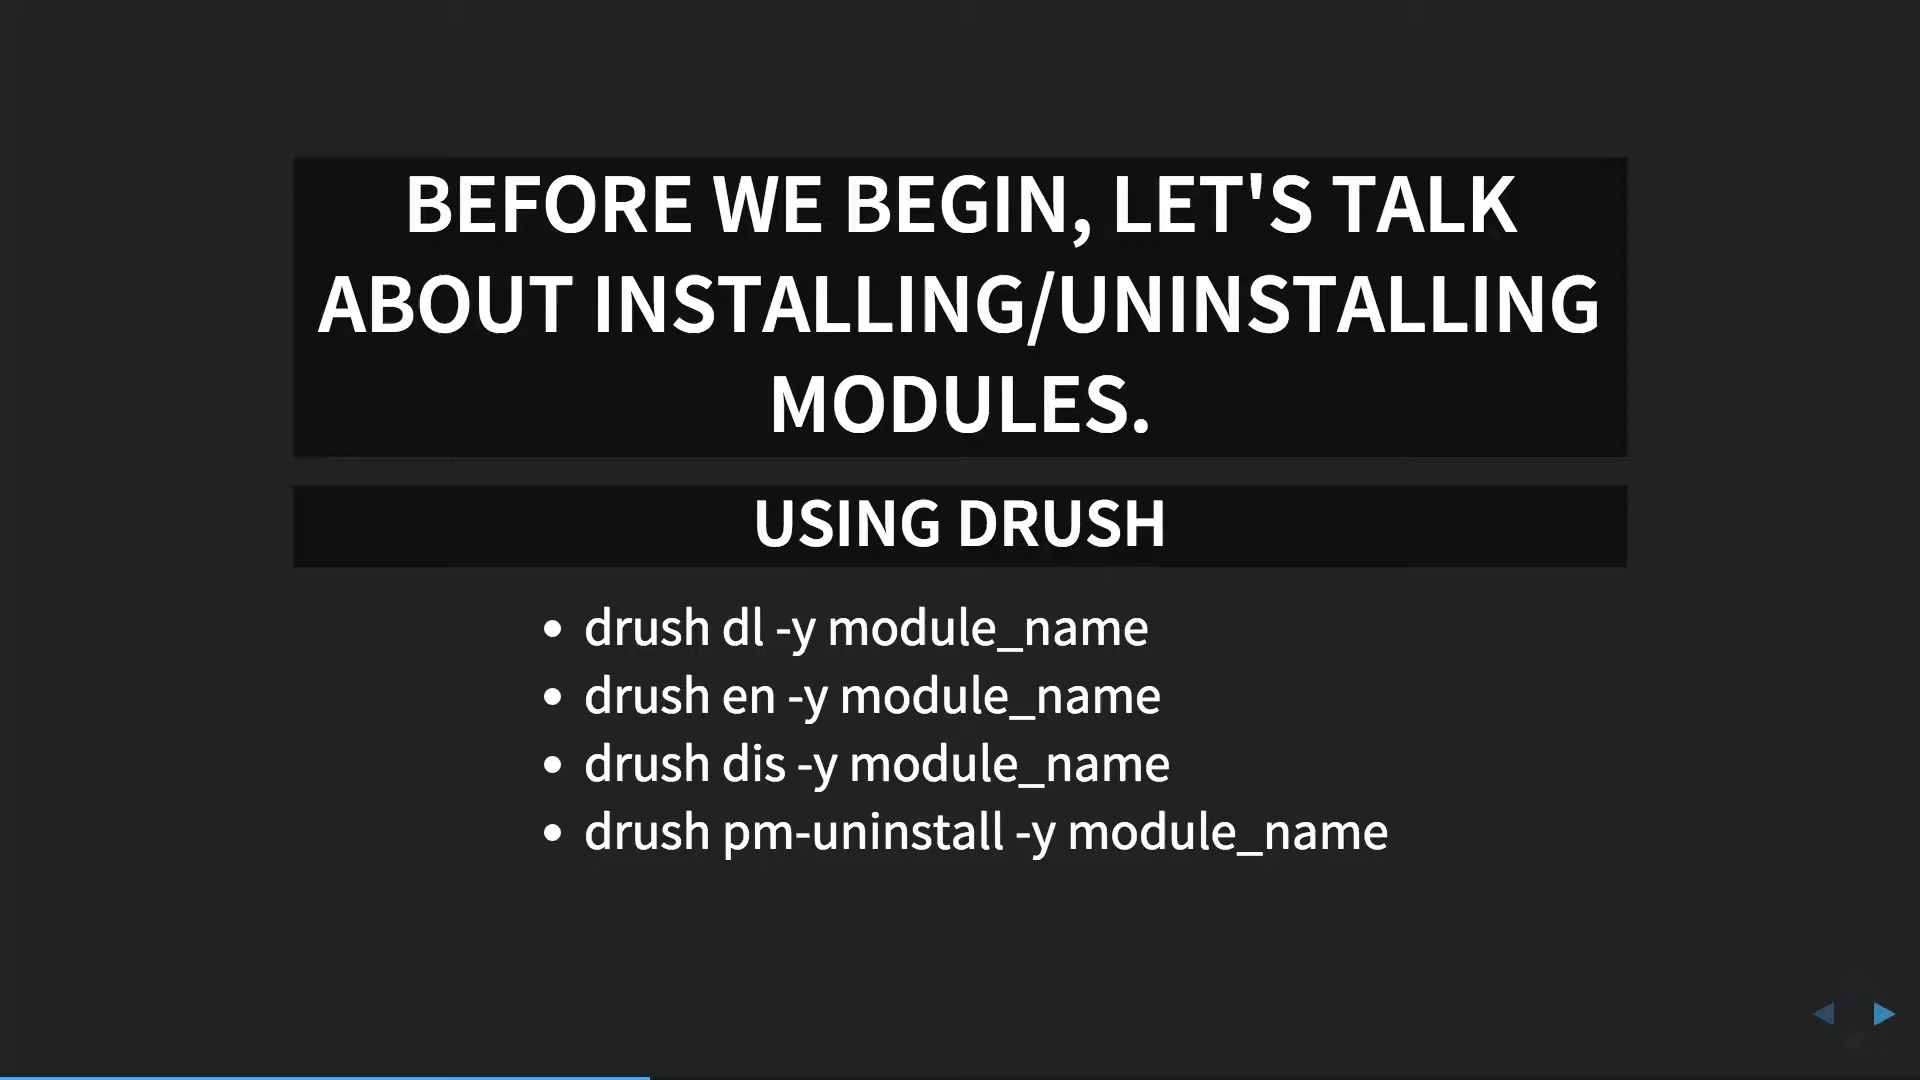 BEFORE WE BEGIN, LET'S TALK
ABOUT INSTALLING/UNINSTALLING
MODULES.
USING DRUSH
• drush dl -y module_name
• drush en -y module_name
• drush dis -y module_name
• drush pm-uninstall -y module_name